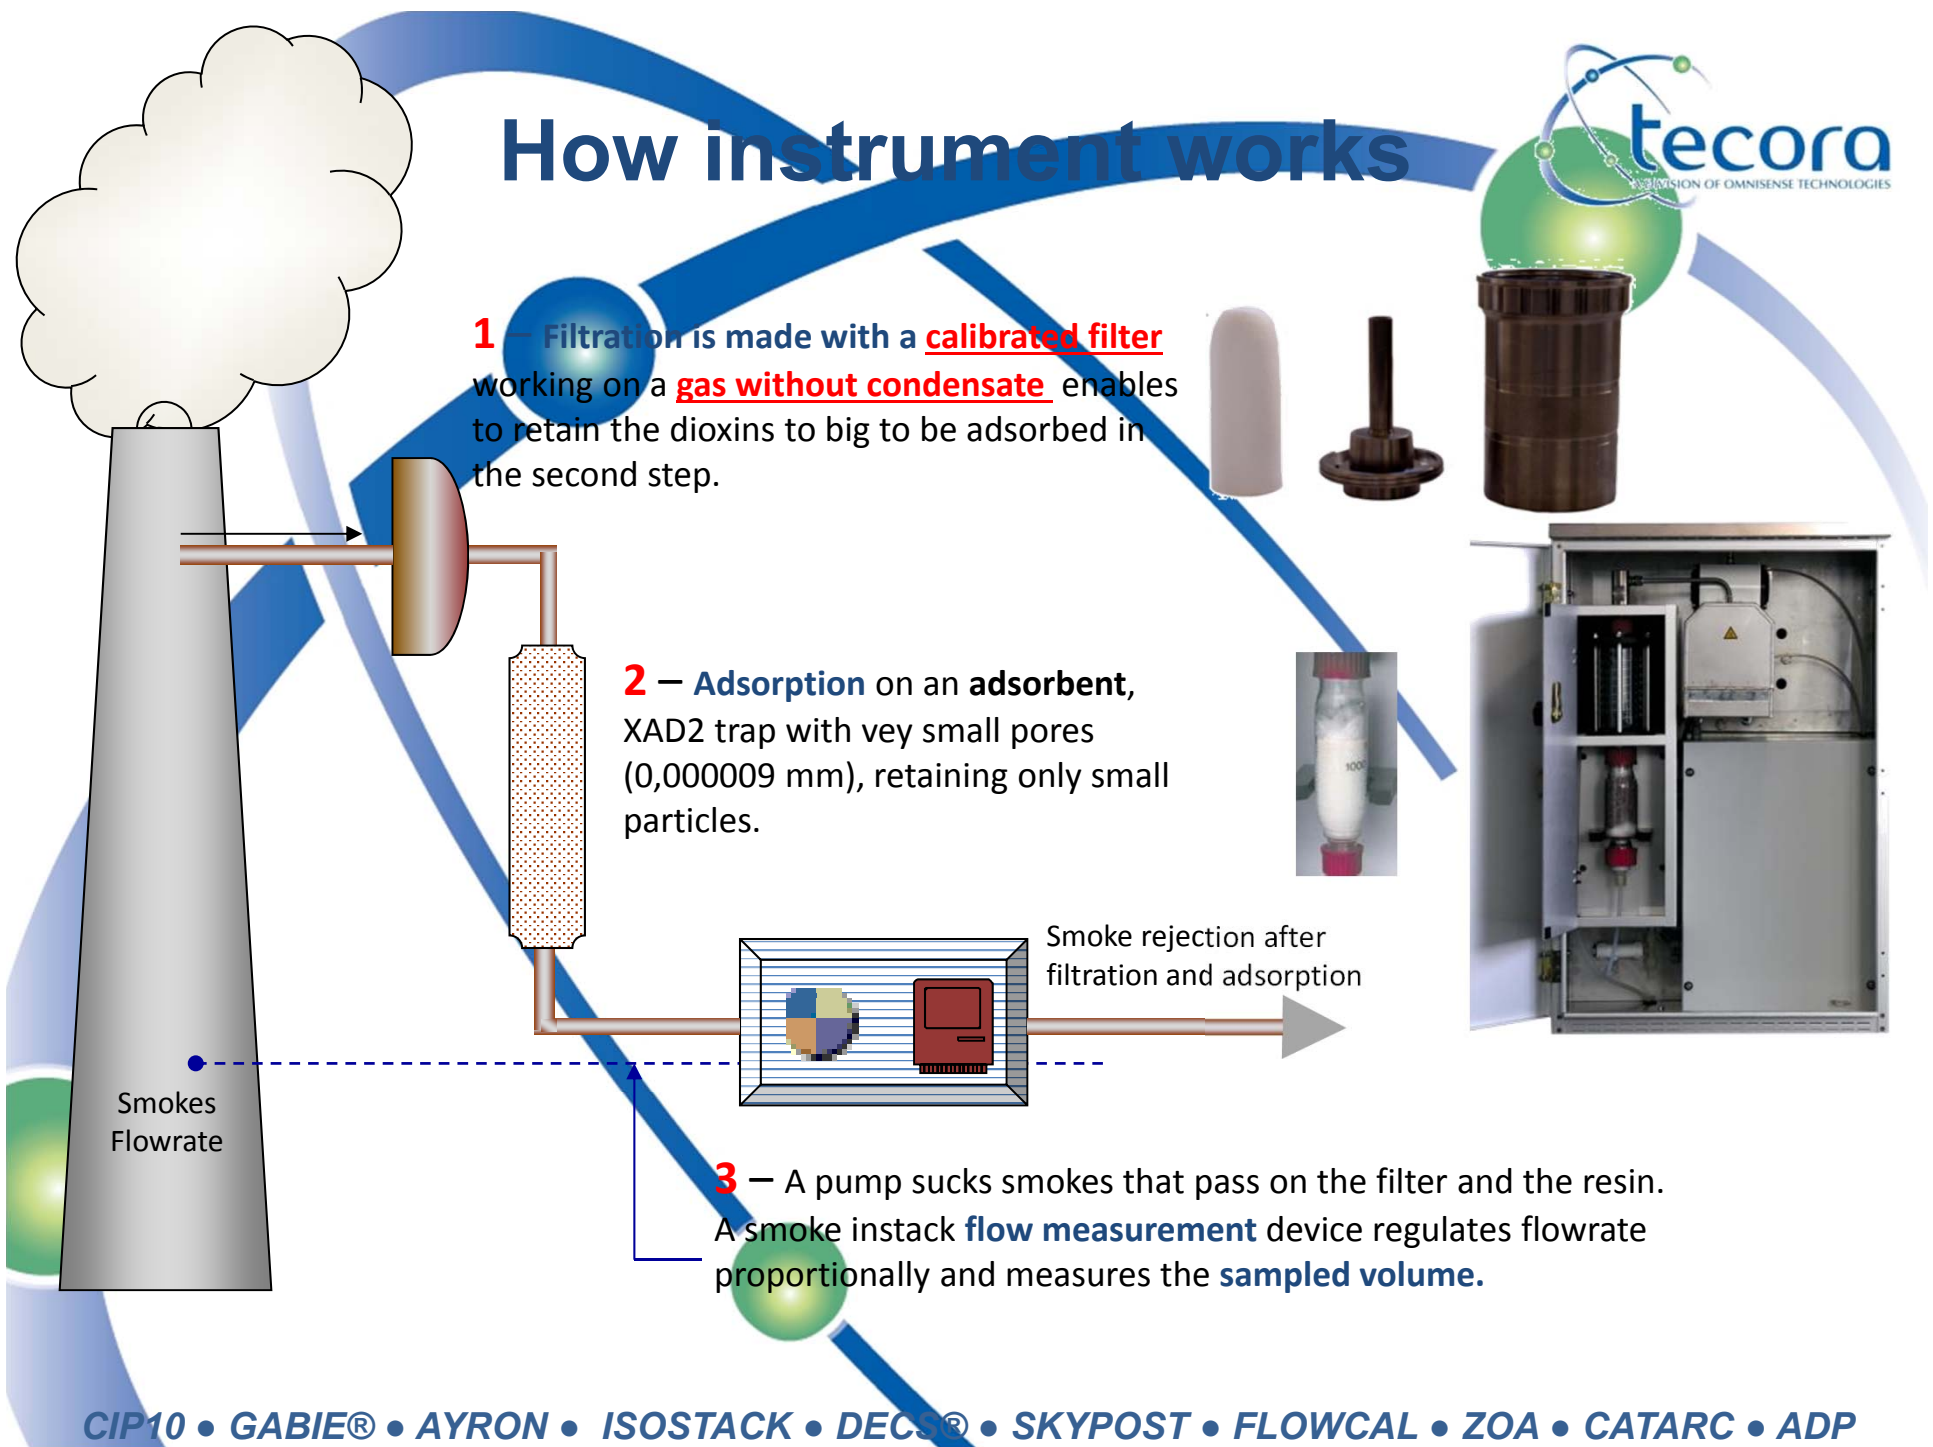 How instrument works
tecora
A DIVISION OF OMNISENSE TECHNOLOGIES
1 – Filtration is made with a calibrated filter
working on a gas without condensate enables
to retain the dioxins to big to be adsorbed in
the second step.
2 – Adsorption on an adsorbent,
XAD2 trap with vey small pores
(0,000009 mm), retaining only small
particles.
1000
Smoke rejection after
filtration and adsorption
Smokes
Flowrate
3 – A pump sucks smokes that pass on the filter and the resin.
A smoke instack flow measurement device regulates flowrate
proportionally and measures the sampled volume.
CIP10 ● GABIE® ● AYRON ● ISOSTACK ● DECS® ● SKYPOST ● FLOWCAL ● ZOA ● CATARC ● ADP